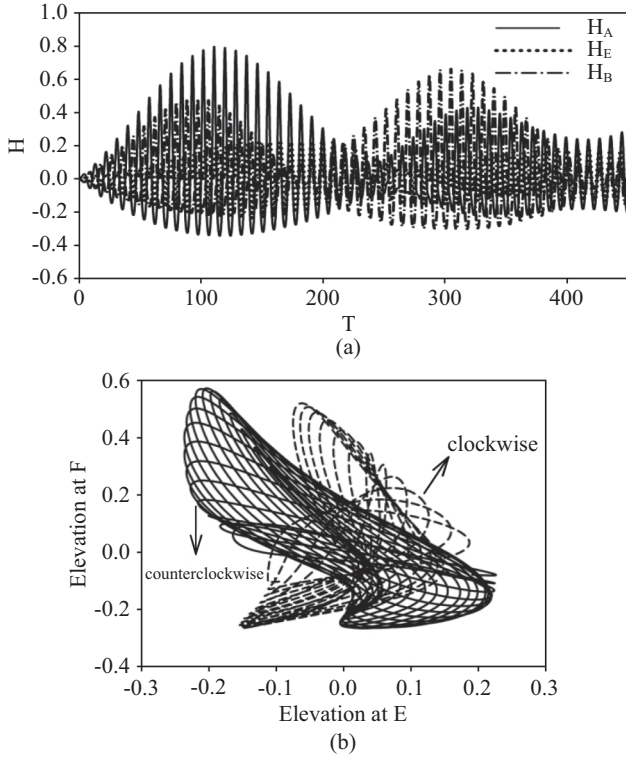 1.0
0.8
0.6
0.4
0.2
0.0
-0.2
-0.4
-0.6
H
H_A
H_E
H_B
0 100 200 300 400
T
(a)
0.6
0.4
0.2
0.0
-0.2
-0.4
Elevation at F
clockwise
counterclockwise
-0.3 -0.2 -0.1 0.0 0.1 0.2 0.3
Elevation at E
(b)